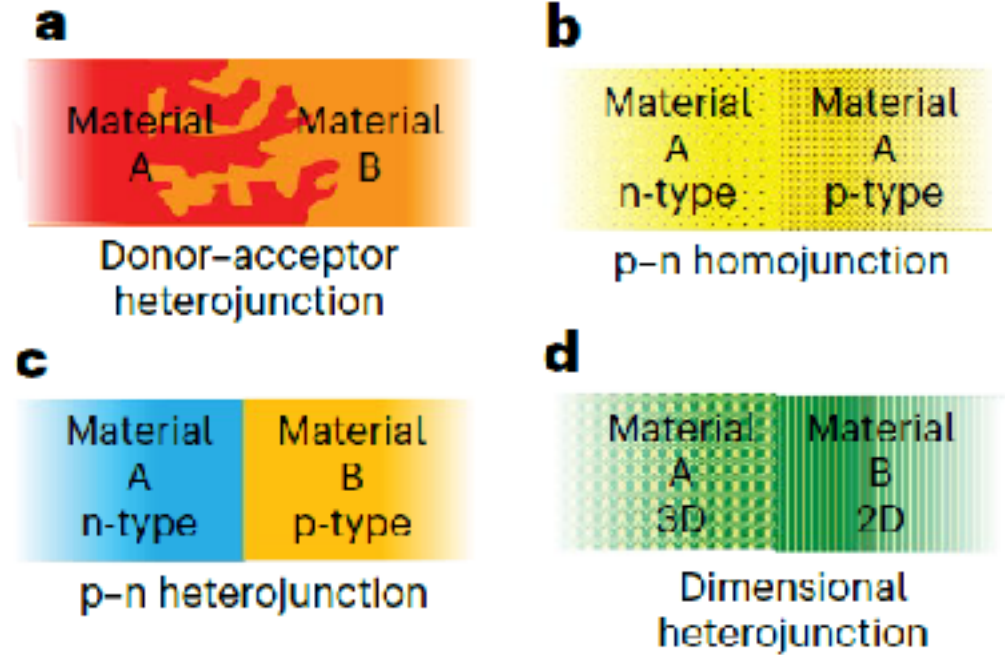 a
Material
A
Material
B
Donor–acceptor
heterojunction
b
Material
A
n-type
Material
A
p-type
p–n homojunction
c
Material
A
n-type
Material
B
p-type
p–n heterojunction
d
Material
A
3D
Material
B
2D
Dimensional
heterojunction